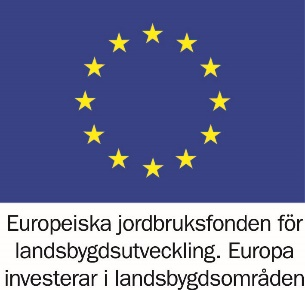 Europeiska jordbruksfonden för
landsbygdsutveckling. Europa
investerar i landsbygdsområden